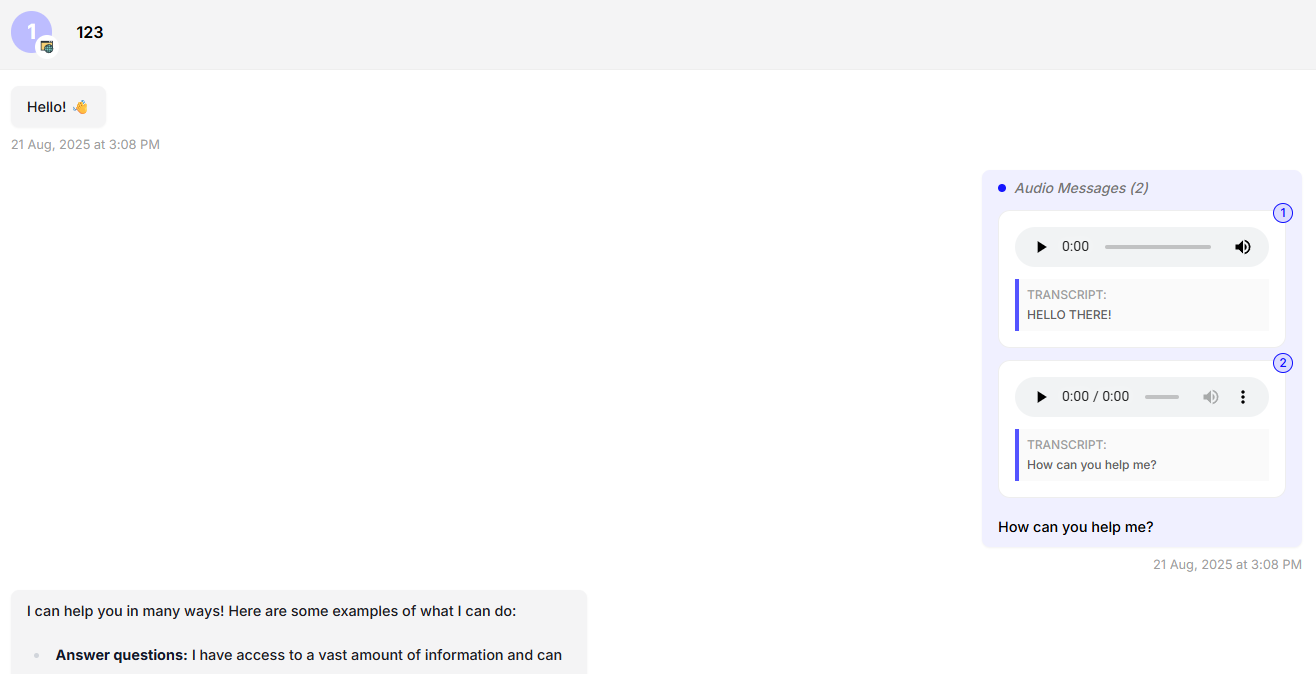 1
123
Hello! 👋
21 Aug, 2025 at 3:08 PM
Audio Messages (2)
1
0:00
TRANSCRIPT:
HELLO THERE!
2
0:00 / 0:00
TRANSCRIPT:
How can you help me?
How can you help me?
21 Aug, 2025 at 3:08 PM
I can help you in many ways! Here are some examples of what I can do:
• Answer questions: I have access to a vast amount of information and can